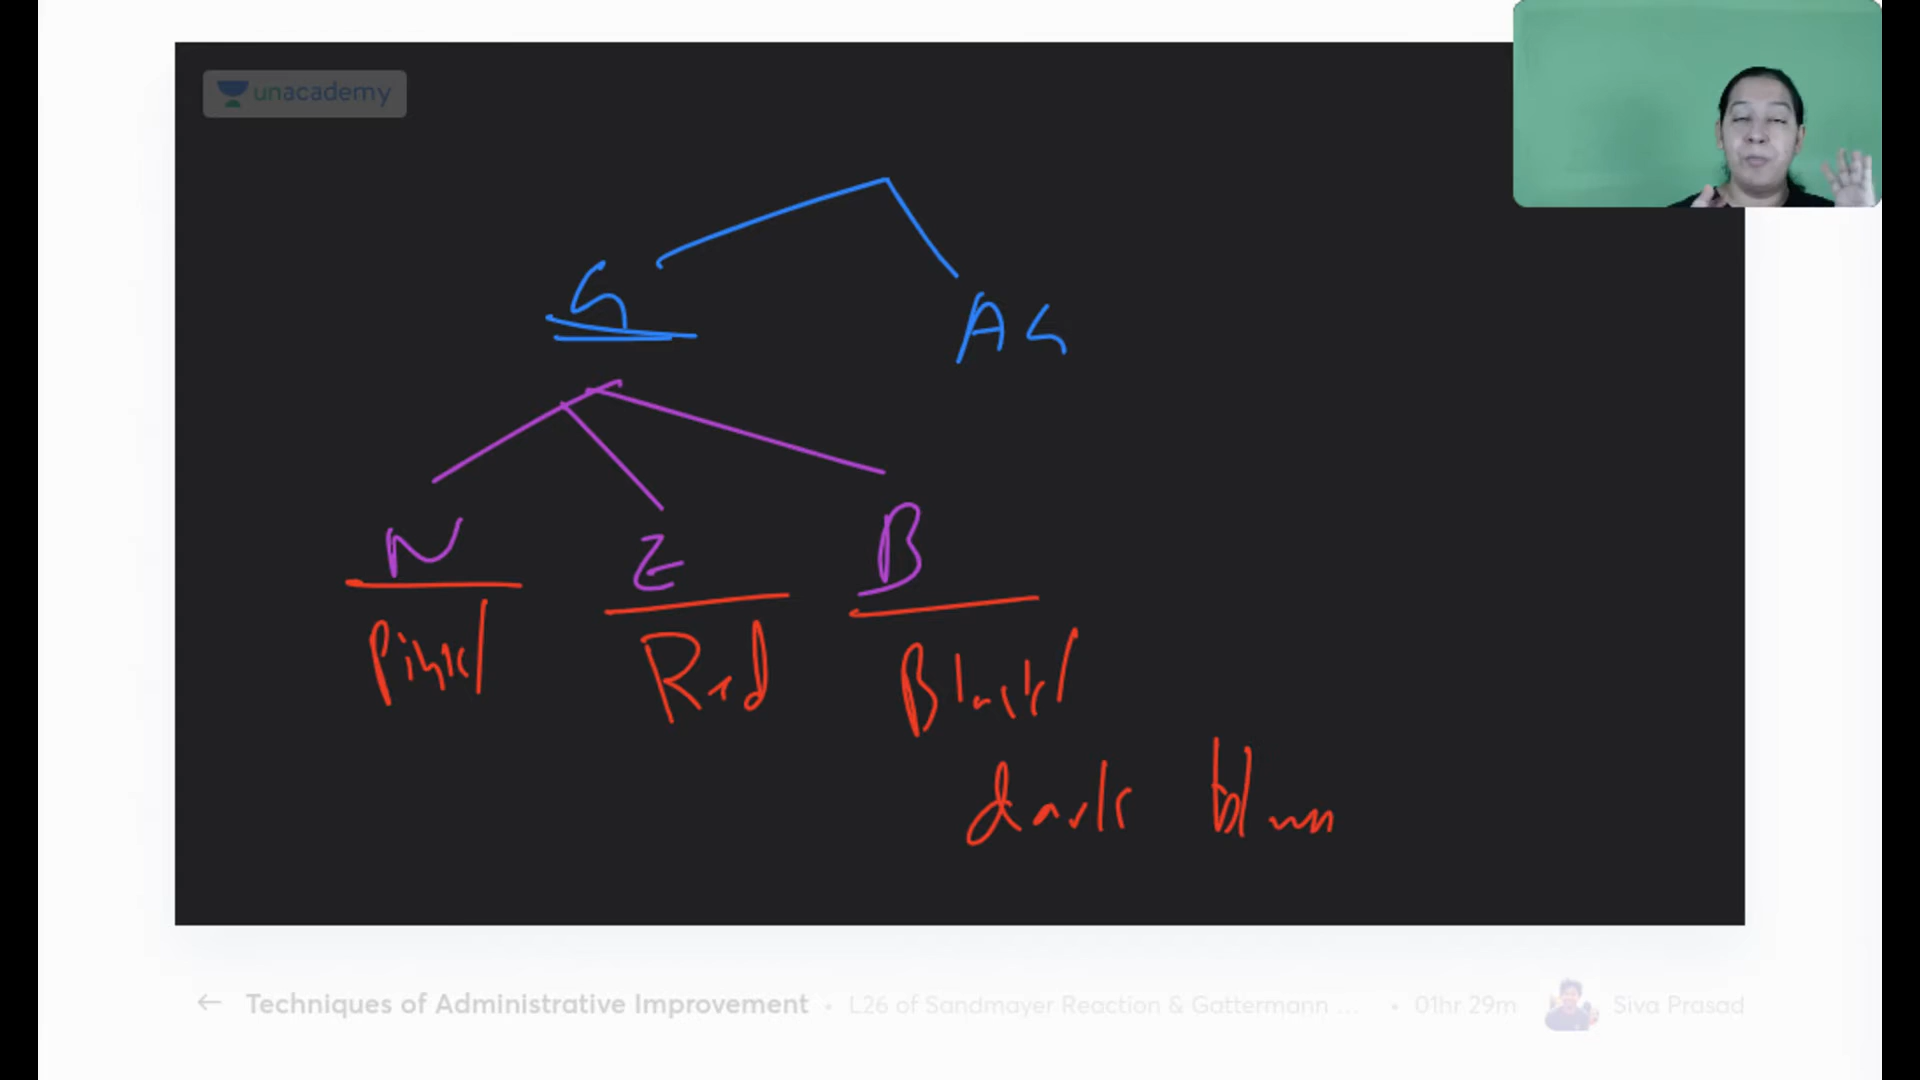 unacademy
G
A G
N E B
Pink Red Black
dark blue
← Techniques of Administrative Improvement • L26 of Sandmayer Reaction & Gattermann ... • 01hr 29m Siva Prasad